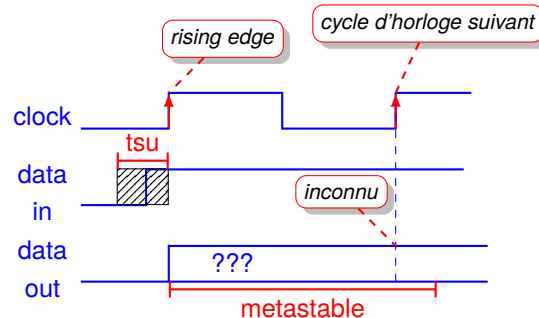 rising edge
cycle d'horloge suivant
clock
tsu
data
in
inconnu
data
???
out
metastable